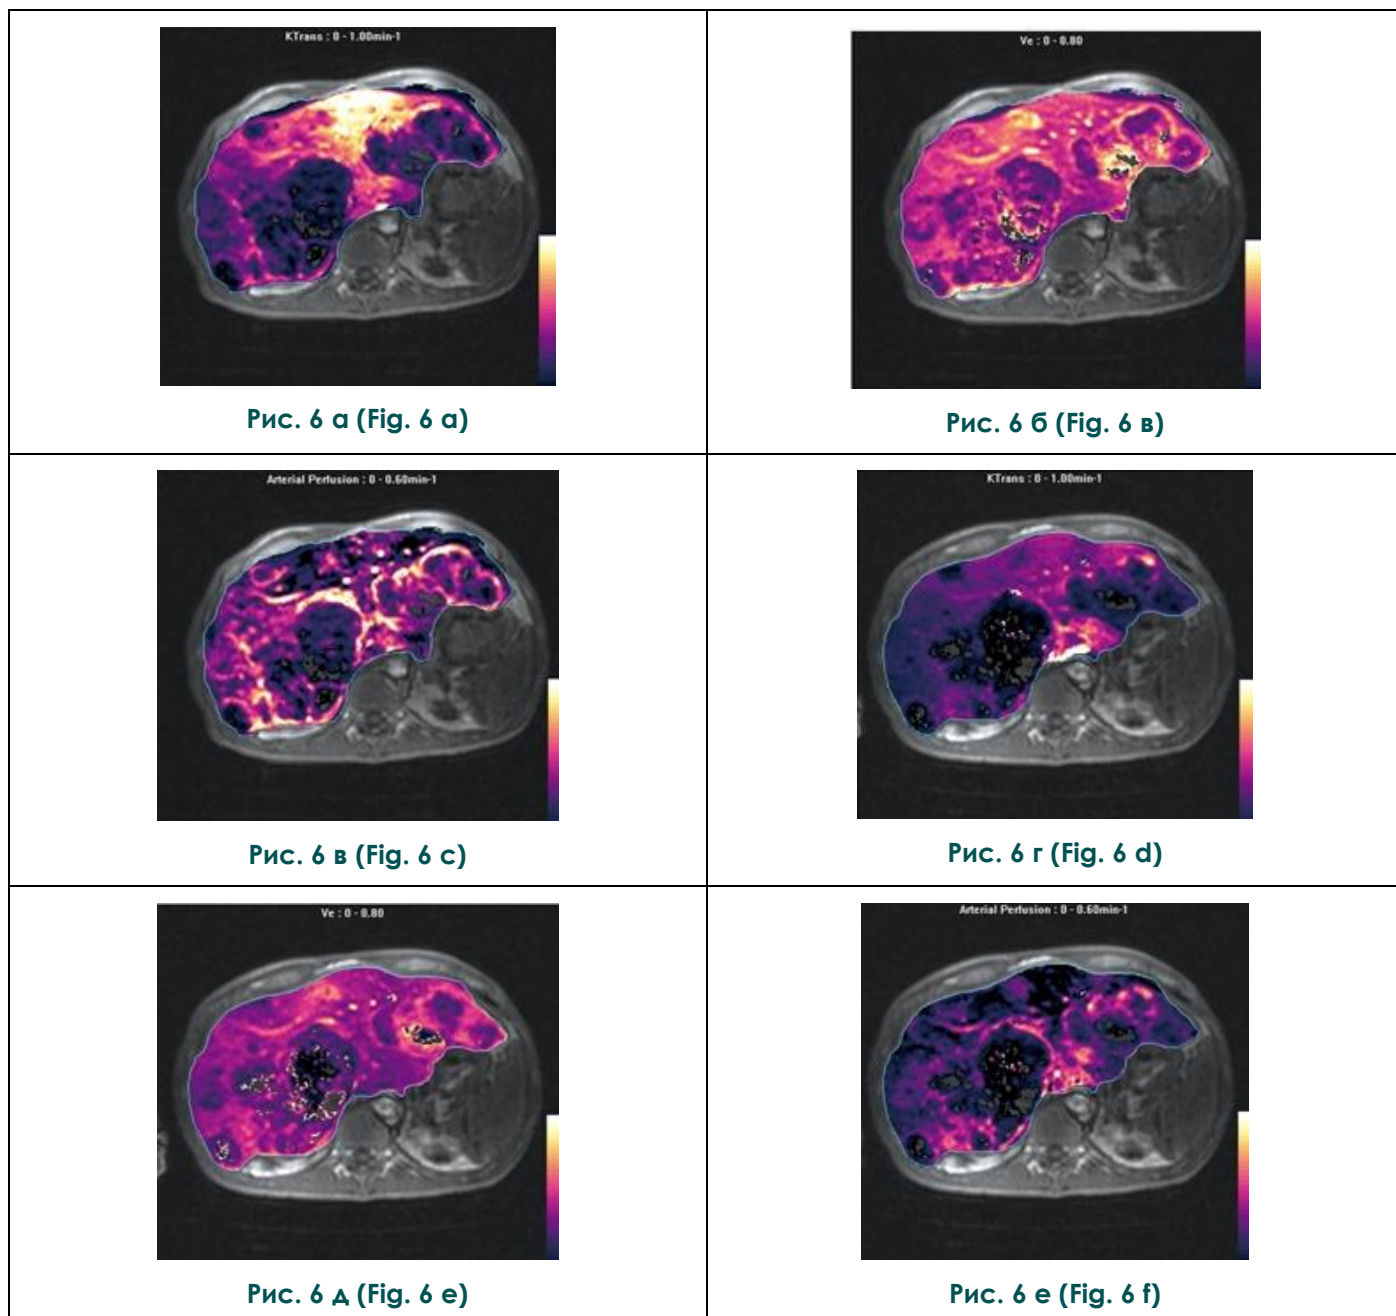 KTrans : 0 - 1.00min-1
Ve : 0 - 0.80
Рис. 6 а (Fig. 6 a)
Рис. 6 б (Fig. 6 в)
Arterial Perfusion : 0 - 0.60min-1
KTrans : 0 - 1.00min-1
Рис. 6 в (Fig. 6 c)
Рис. 6 г (Fig. 6 d)
Ve : 0 - 0.80
Arterial Perfusion : 0 - 0.60min-1
Рис. 6 д (Fig. 6 e)
Рис. 6 е (Fig. 6 f)